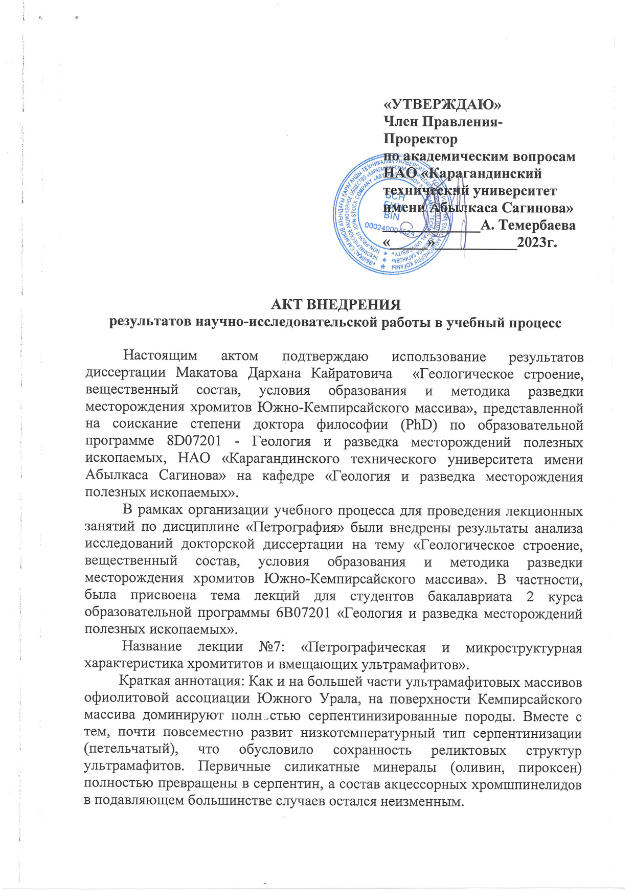 «УТВЕРЖДАЮ»
Член Правления-
Проректор
по академическим вопросам
НАО «Карагандинский
технический университет
имени Абылкаса Сагинова»
БСН
БИН
BIN
000240004524
____________А. Темербаева
«_____»___________2023г.
АКТ ВНЕДРЕНИЯ
результатов научно-исследовательской работы в учебный процесс
Настоящим актом подтверждаю использование результатов
диссертации Макатова Дархана Кайратовича «Геологическое строение,
вещественный состав, условия образования и методика разведки
месторождения хромитов Южно-Кемпирсайского массива», представленной
на соискание степени доктора философии (PhD) по образовательной
программе 8D07201 - Геология и разведка месторождений полезных
ископаемых, НАО «Карагандинского технического университета имени
Абылкаса Сагинова» на кафедре «Геология и разведка месторождения
полезных ископаемых».
В рамках организации учебного процесса для проведения лекционных
занятий по дисциплине «Петрография» были внедрены результаты анализа
исследований докторской диссертации на тему «Геологическое строение,
вещественный состав, условия образования и методика разведки
месторождения хромитов Южно-Кемпирсайского массива». В частности,
была присвоена тема лекций для студентов бакалавриата 2 курса
образовательной программы 6В07201 «Геология и разведка месторождений
полезных ископаемых».
Название лекции №7: «Петрографическая и микроструктурная
характеристика хромититов и вмещающих ультрамафитов».
Краткая аннотация: Как и на большей части ультрамафитовых массивов
офиолитовой ассоциации Южного Урала, на поверхности Кемпирсайского
массива доминируют полностью серпентинизированные породы. Вместе с
тем, почти повсеместно развит низкотемпературный тип серпентинизации
(петельчатый), что обусловило сохранность реликтовых структур
ультрамафитов. Первичные силикатные минералы (оливин, пироксен)
полностью превращены в серпентин, а состав акцессорных хромшпинелидов
в подавляющем большинстве случаев остался неизменным.